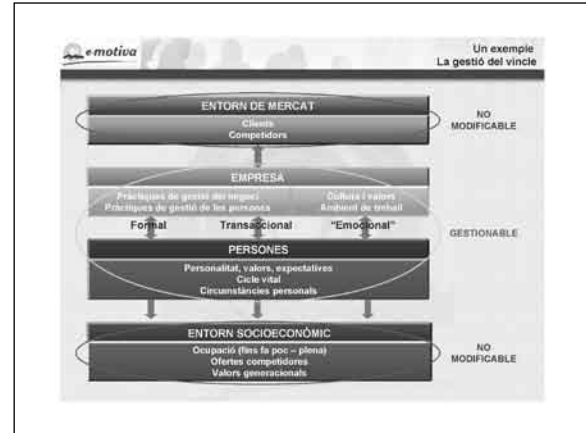 e·motiva
Un exemple
La gestió del vincle
ENTORN DE MERCAT
Clients
Competidors
NO
MODIFICABLE
EMPRESA
Pràctiques de gestió del negoci
Pràctiques de gestió de les persones
Cultura i valors
Ambient de treball
Formal Transaccional "Emocional"
GESTIONABLE
PERSONES
Personalitat, valors, expectatives
Cicle vital
Circumstàncies personals
ENTORN SOCIOECONÒMIC
Ocupació (fins fa poc – plena)
Ofertes competidores
Valors generacionals
NO
MODIFICABLE